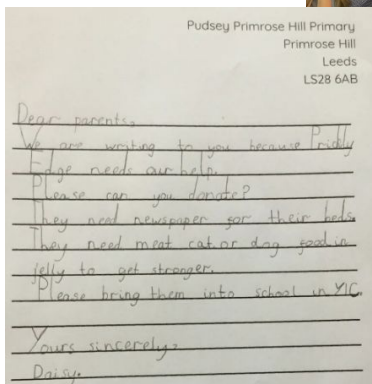 Pudsey Primrose Hill Primary
Primrose Hill
Leeds
LS28 6AB
Dear parents,
We are writing to you because Prickly
Edge needs our help.
Please can you donate?
They need newspaper for their beds.
They need meat cat or dog food in
jelly to get stronger.
Please bring them into school in Y1C.
Yours sincerely,
Daisy.